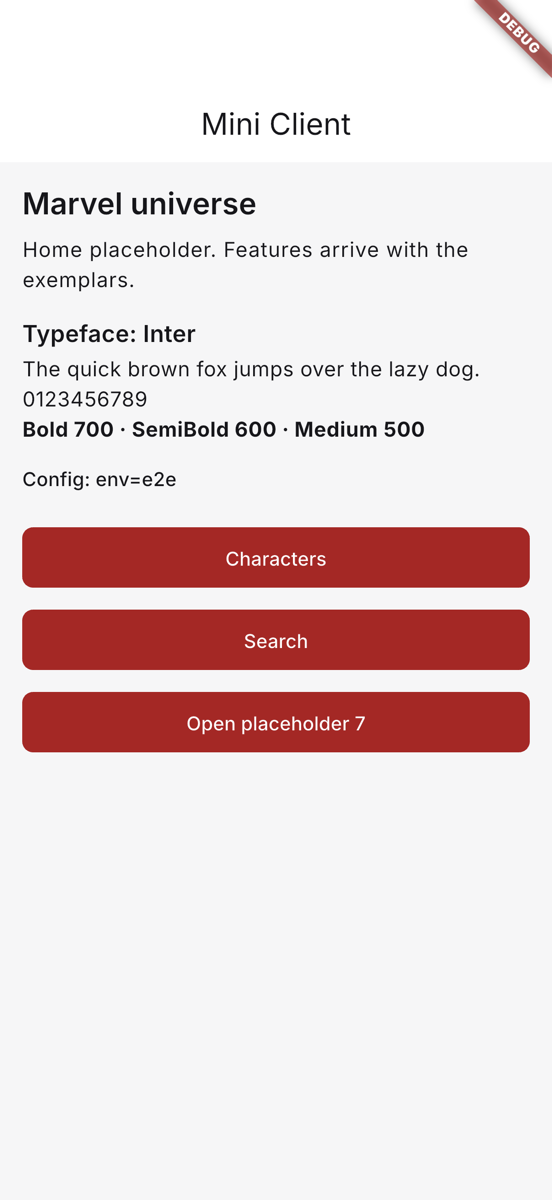 DEBUG
Mini Client
Marvel universe
Home placeholder. Features arrive with the
exemplars.
Typeface: Inter
The quick brown fox jumps over the lazy dog.
0123456789
Bold 700 · SemiBold 600 · Medium 500
Config: env=e2e
Characters
Search
Open placeholder 7